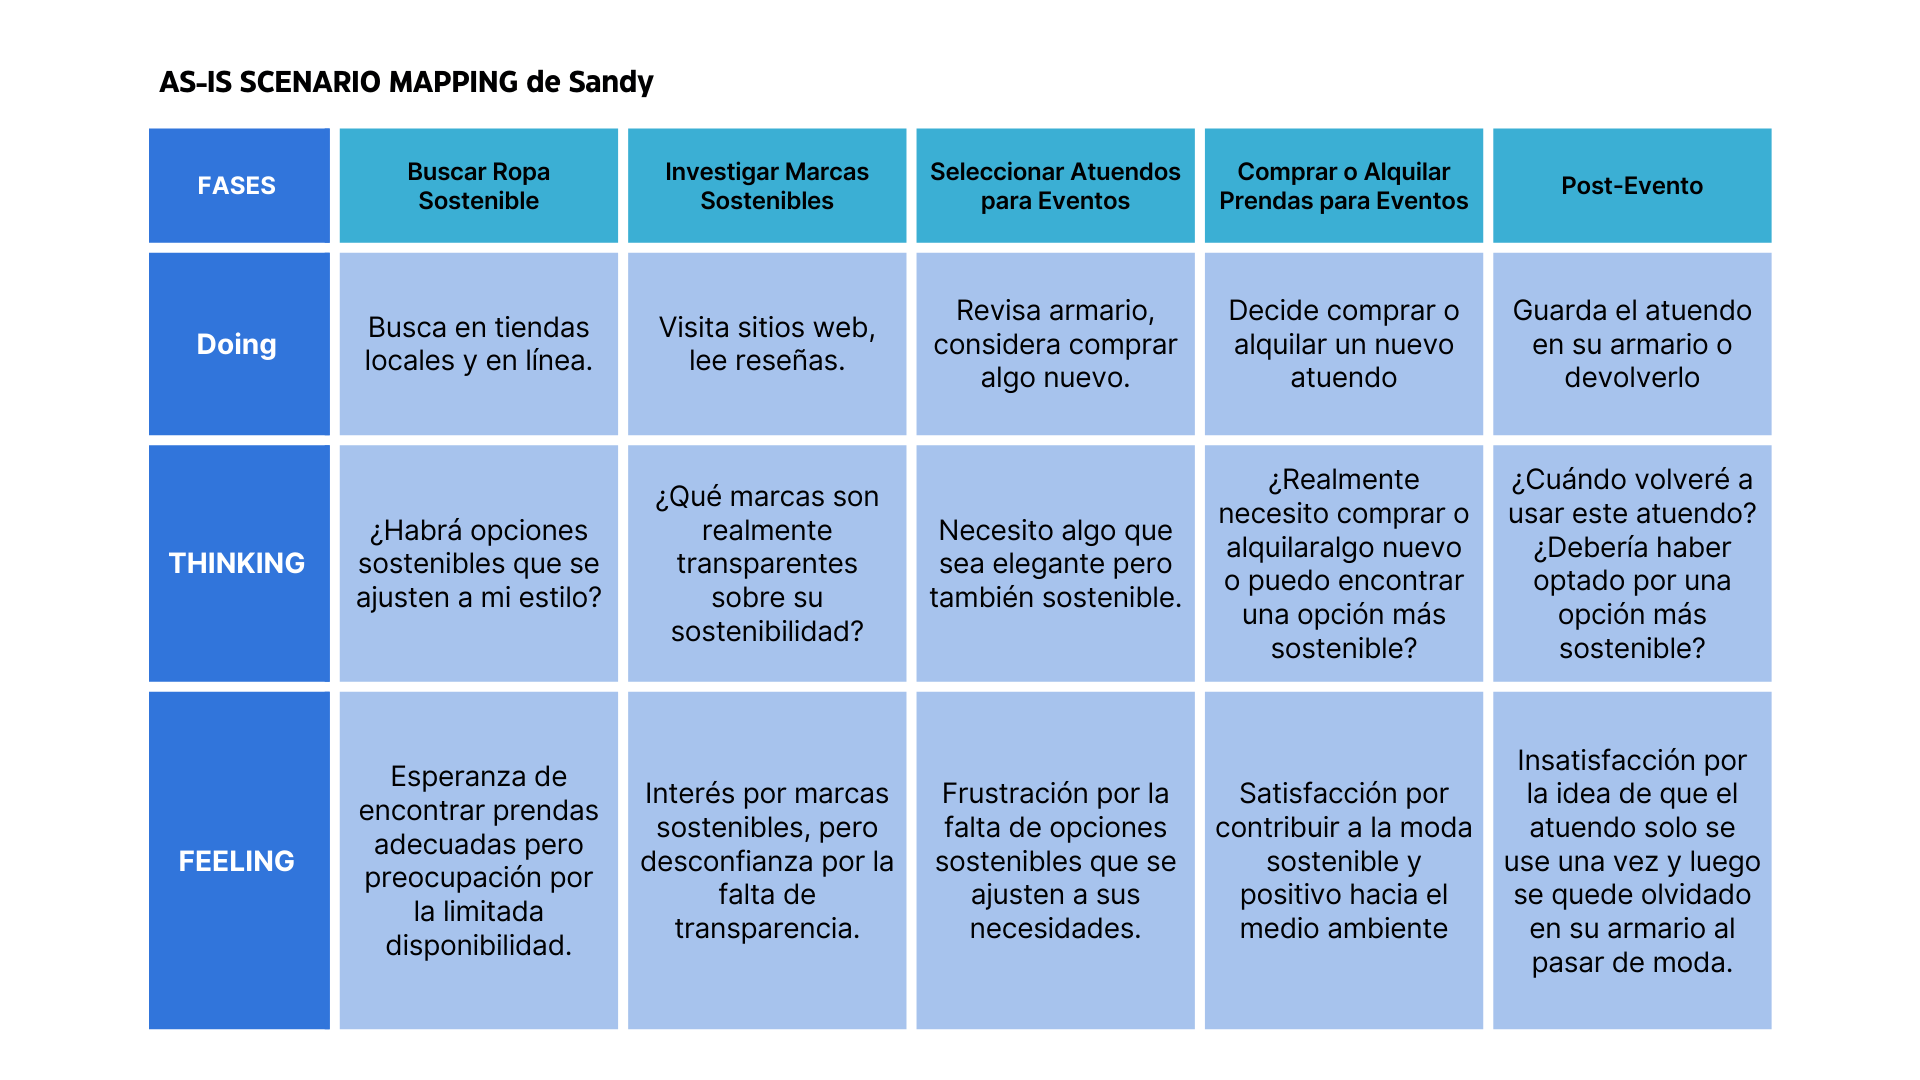 AS-IS SCENARIO MAPPING de Sandy
FASES
Buscar Ropa
Sostenible
Investigar Marcas
Sostenibles
Seleccionar Atuendos
para Eventos
Comprar o Alquilar
Prendas para Eventos
Post-Evento
Doing
Busca en tiendas
locales y en línea.
Visita sitios web,
lee reseñas.
Revisa armario,
considera comprar
algo nuevo.
Decide comprar o
alquilar un nuevo
atuendo
Guarda el atuendo
en su armario o
devolverlo
THINKING
¿Habrá opciones
sostenibles que se
ajusten a mi estilo?
¿Qué marcas son
realmente
transparentes
sobre su
sostenibilidad?
Necesito algo que
sea elegante pero
también sostenible.
¿Realmente
necesito comprar o
alquilaralgo nuevo
o puedo encontrar
una opción más
sostenible?
¿Cuándo volveré a
usar este atuendo?
¿Debería haber
optado por una
opción más
sostenible?
FEELING
Esperanza de
encontrar prendas
adecuadas pero
preocupación por
la limitada
disponibilidad.
Interés por marcas
sostenibles, pero
desconfianza por la
falta de
transparencia.
Frustración por la
falta de opciones
sostenibles que se
ajusten a sus
necesidades.
Satisfacción por
contribuir a la moda
sostenible y
positivo hacia el
medio ambiente
Insatisfacción por
la idea de que el
atuendo solo se
use una vez y luego
se quede olvidado
en su armario al
pasar de moda.